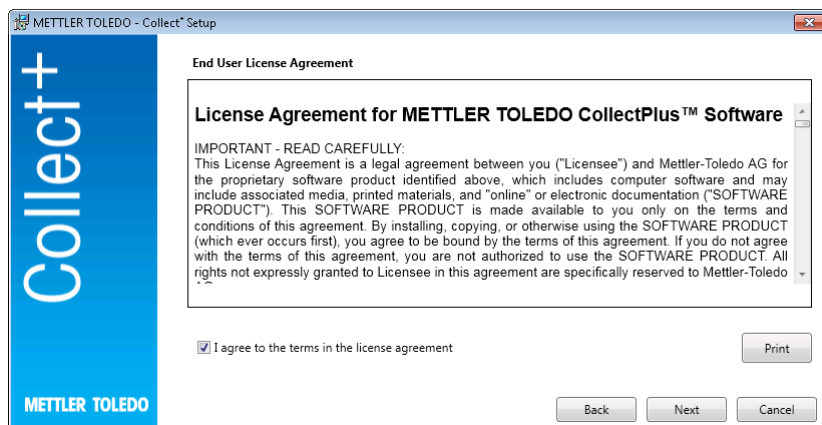 METTLER TOLEDO - Collect⁺ Setup
Collect+
End User License Agreement
License Agreement for METTLER TOLEDO CollectPlus™ Software
IMPORTANT - READ CAREFULLY:
This License Agreement is a legal agreement between you ("Licensee") and Mettler-Toledo AG for
the proprietary software product identified above, which includes computer software and may
include associated media, printed materials, and "online" or electronic documentation ("SOFTWARE
PRODUCT"). This SOFTWARE PRODUCT is made available to you only on the terms and
conditions of this agreement. By installing, copying, or otherwise using the SOFTWARE PRODUCT
(which ever occurs first), you agree to be bound by the terms of this agreement. If you do not agree
with the terms of this agreement, you are not authorized to use the SOFTWARE PRODUCT. All
rights not expressly granted to Licensee in this agreement are specifically reserved to Mettler-Toledo
I agree to the terms in the license agreement
Print
METTLER TOLEDO
Back
Next
Cancel